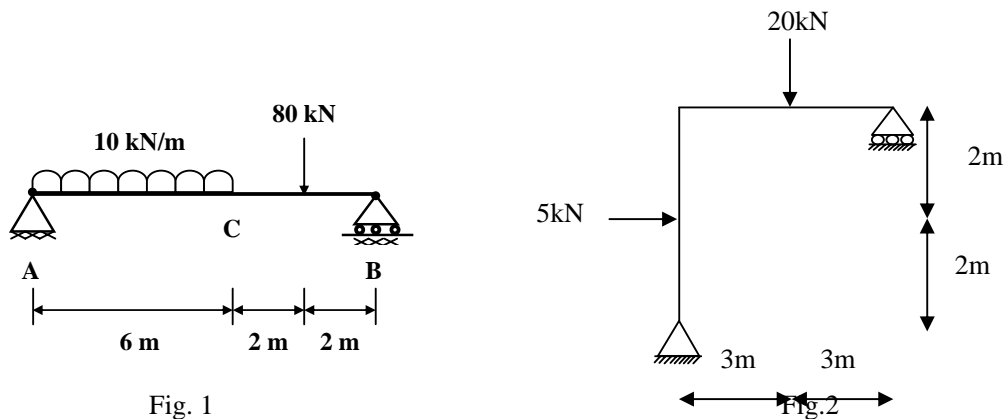 20kN
80 kN
10 kN/m
2m
5kN
C
2m
A
B
3m 3m
6 m 2 m 2 m
Fig. 1
Fig.2